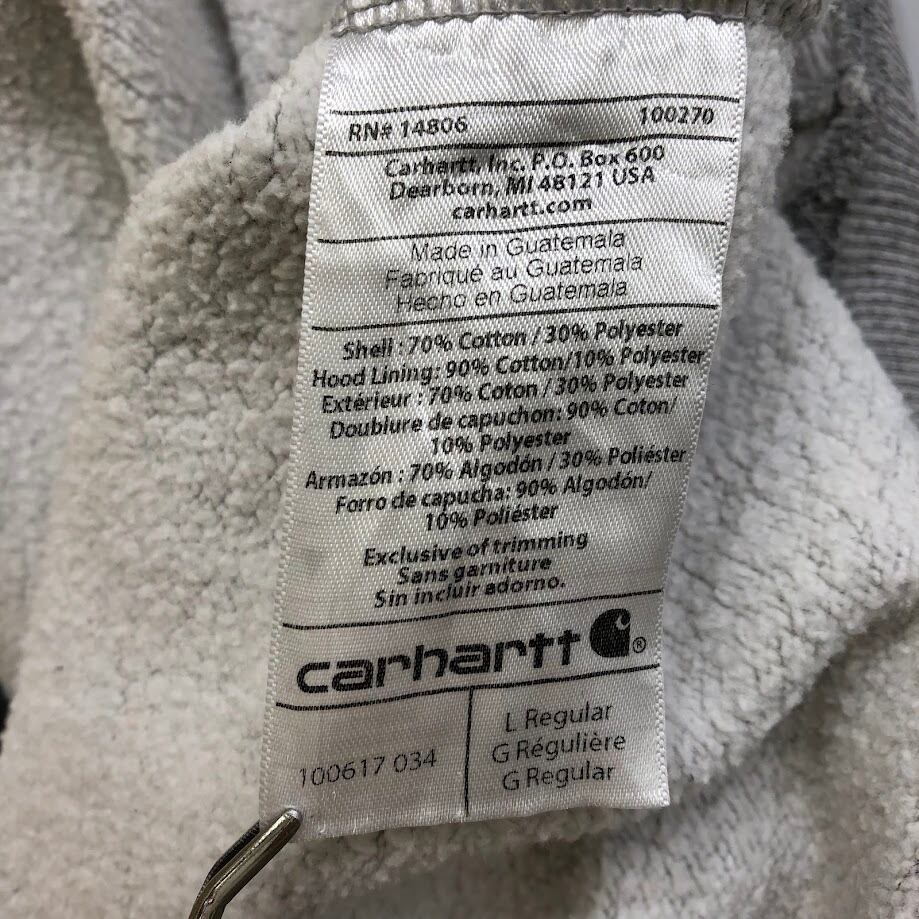 RN# 14806 100270
Carhartt, Inc. P.O. Box 600
Dearborn, MI 48121 USA
carhartt.com
Made in Guatemala
Fabriqué au Guatemala
Hecho en Guatemala
Shell : 70% Cotton / 30% Polyester
Hood Lining: 90% Cotton/10% Polyester
Extérieur : 70% Coton / 30% Polyester
Doublure de capuchon: 90% Coton/
10% Polyester
Armazón : 70% Algodón / 30% Poliéster
Forro de capucha: 90% Algodón/
10% Poliéster
Exclusive of trimming
Sans garniture
Sin incluir adorno.
carhartt ®
100617 034
L Regular
G Régulière
G Regular